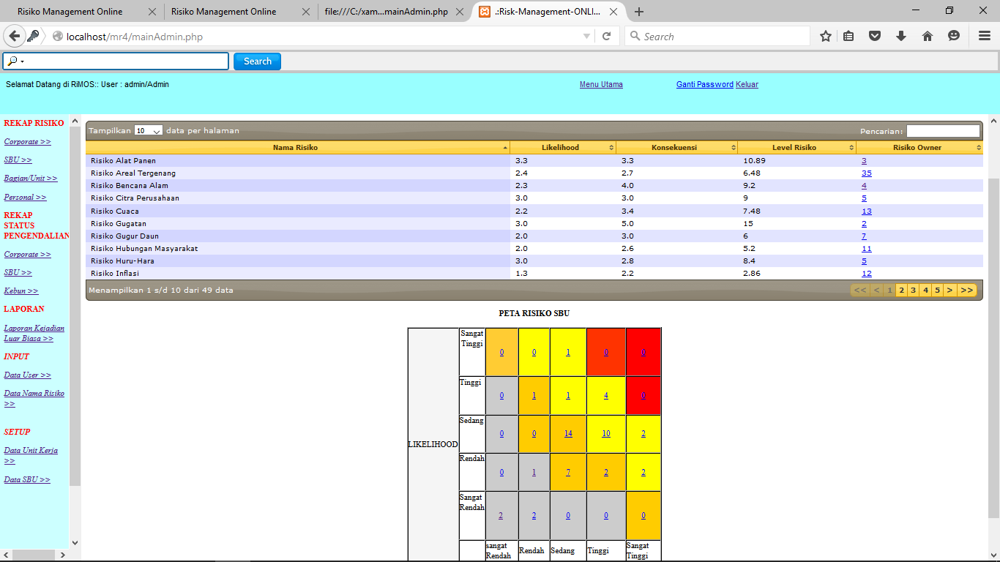 Risiko Management Online
Risiko Management Online
file:///C:/xam...mainAdmin.php
.:Risk-Management-ONLI...
localhost/mr4/mainAdmin.php
Search
Search
Selamat Datang di RiMOS:: User : admin/Admin
Menu Utama
Ganti Password Keluar
REKAP RISIKO
Corporate >>
SBU >>
Bagian/Unit >>
Personal >>
REKAP
STATUS
PENGENDALIAN
Corporate >>
SBU >>
Kebun >>
LAPORAN
Laporan Kejadian
Luar Biasa >>
INPUT
Data User >>
Data Nama Risiko
>>
SETUP
Data Unit Kerja
>>
Data SBU >>
Tampilkan 10 data per halaman
Pencarian:
Nama Risiko Likelihood Konsekuensi Level Risiko Risiko Owner
Risiko Alat Panen 3.3 3.3 10.89 3
Risiko Areal Tergenang 2.4 2.7 6.48 35
Risiko Bencana Alam 2.3 4.0 9.2 4
Risiko Citra Perusahaan 3.0 3.0 9 5
Risiko Cuaca 2.2 3.4 7.48 13
Risiko Gugatan 3.0 5.0 15 2
Risiko Gugur Daun 2.0 3.0 6 7
Risiko Hubungan Masyarakat 2.0 2.6 5.2 11
Risiko Huru-Hara 3.0 2.8 8.4 5
Risiko Inflasi 1.3 2.2 2.86 12
Menampilkan 1 s/d 10 dari 49 data
<< < 1 2 3 4 5 > >>
PETA RISIKO SBU
LIKELIHOOD
Sangat
Tinggi
0 0 1 0 0
Tinggi
0 1 1 4 0
Sedang
0 0 14 10 2
Rendah
0 1 7 2 2
Sangat
Rendah
2 2 0 0 0
sangat
Rendah
Rendah
Sedang
Tinggi
Sangat
Tinggi